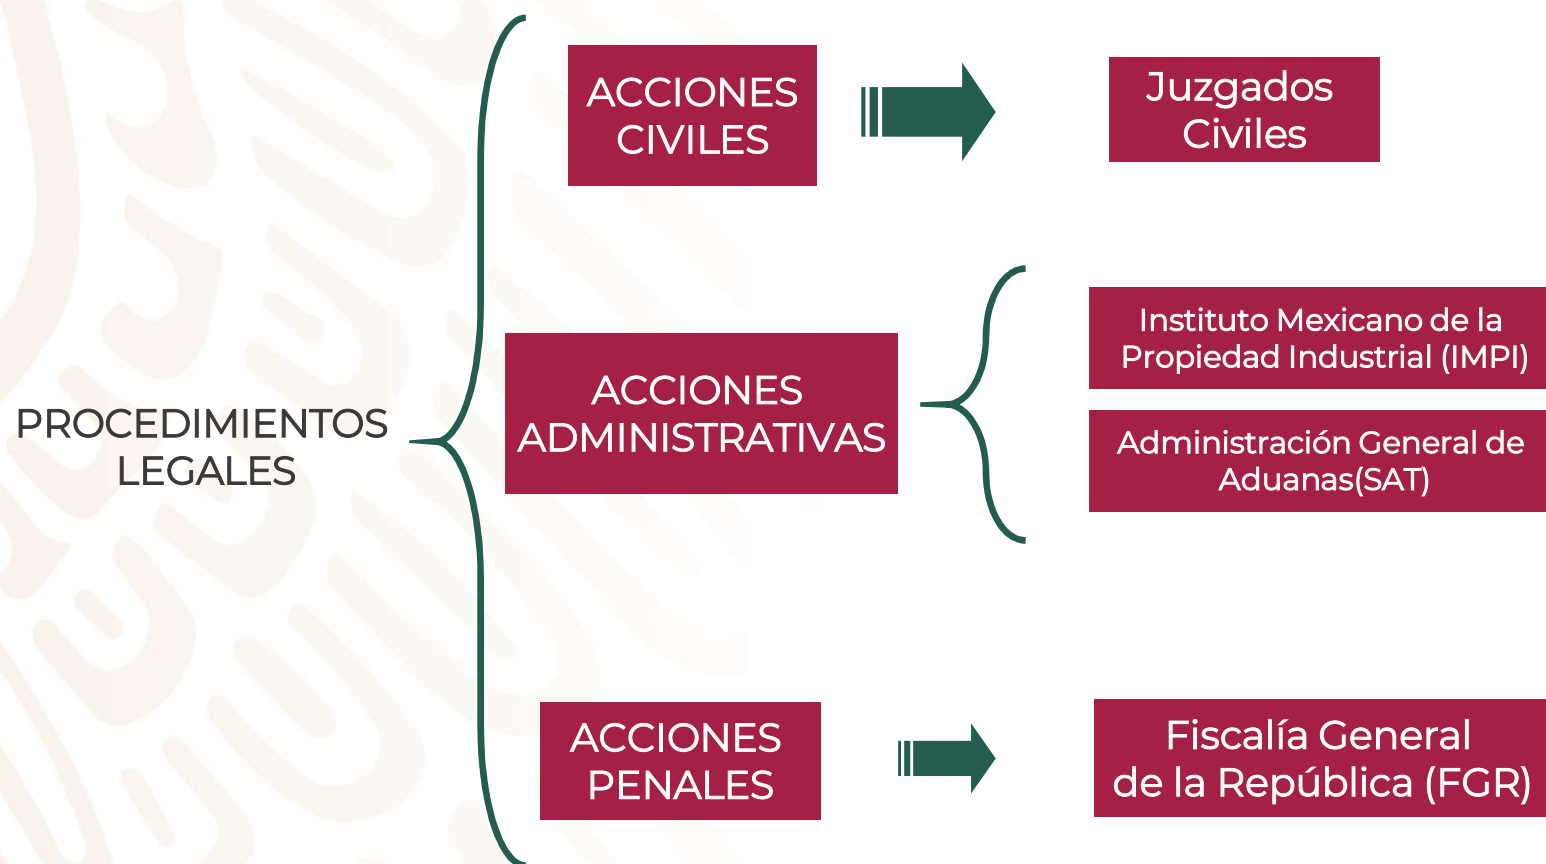 PROCEDIMIENTOS
LEGALES
ACCIONES
CIVILES
Juzgados
Civiles
ACCIONES
ADMINISTRATIVAS
Instituto Mexicano de la
Propiedad Industrial (IMPI)
Administración General de
Aduanas(SAT)
ACCIONES
PENALES
Fiscalía General
de la República (FGR)